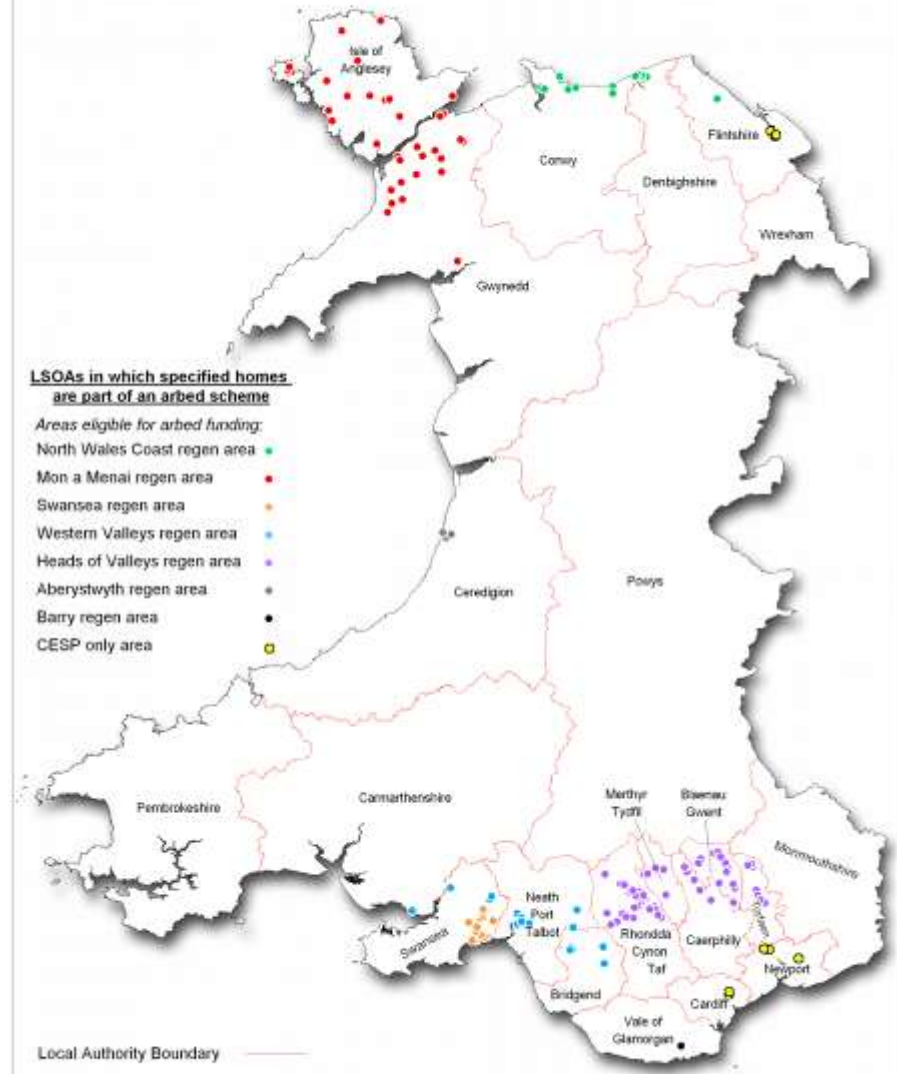 Isle of
Anglesey
Flintshire
Conwy
Denbighshire
Wrexham
Gwynedd
LSOAs in which specified homes
are part of an arbed scheme
Areas eligible for arbed funding:
North Wales Coast regen area
Mon a Menai regen area
Swansea regen area
Western Valleys regen area
Heads of Valleys regen area
Aberystwyth regen area
Barry regen area
CESP only area
Ceredigion
Powys
Pembrokeshire
Carmarthenshire
Merthyr
Tydfil
Blaenau
Gwent
Monmouthshire
Neath
Port
Talbot
Swansea
Rhondda
Cynon
Taf
Caerphilly
Torfaen
Newport
Bridgend
Cardiff
Vale of
Glamorgan
Local Authority Boundary